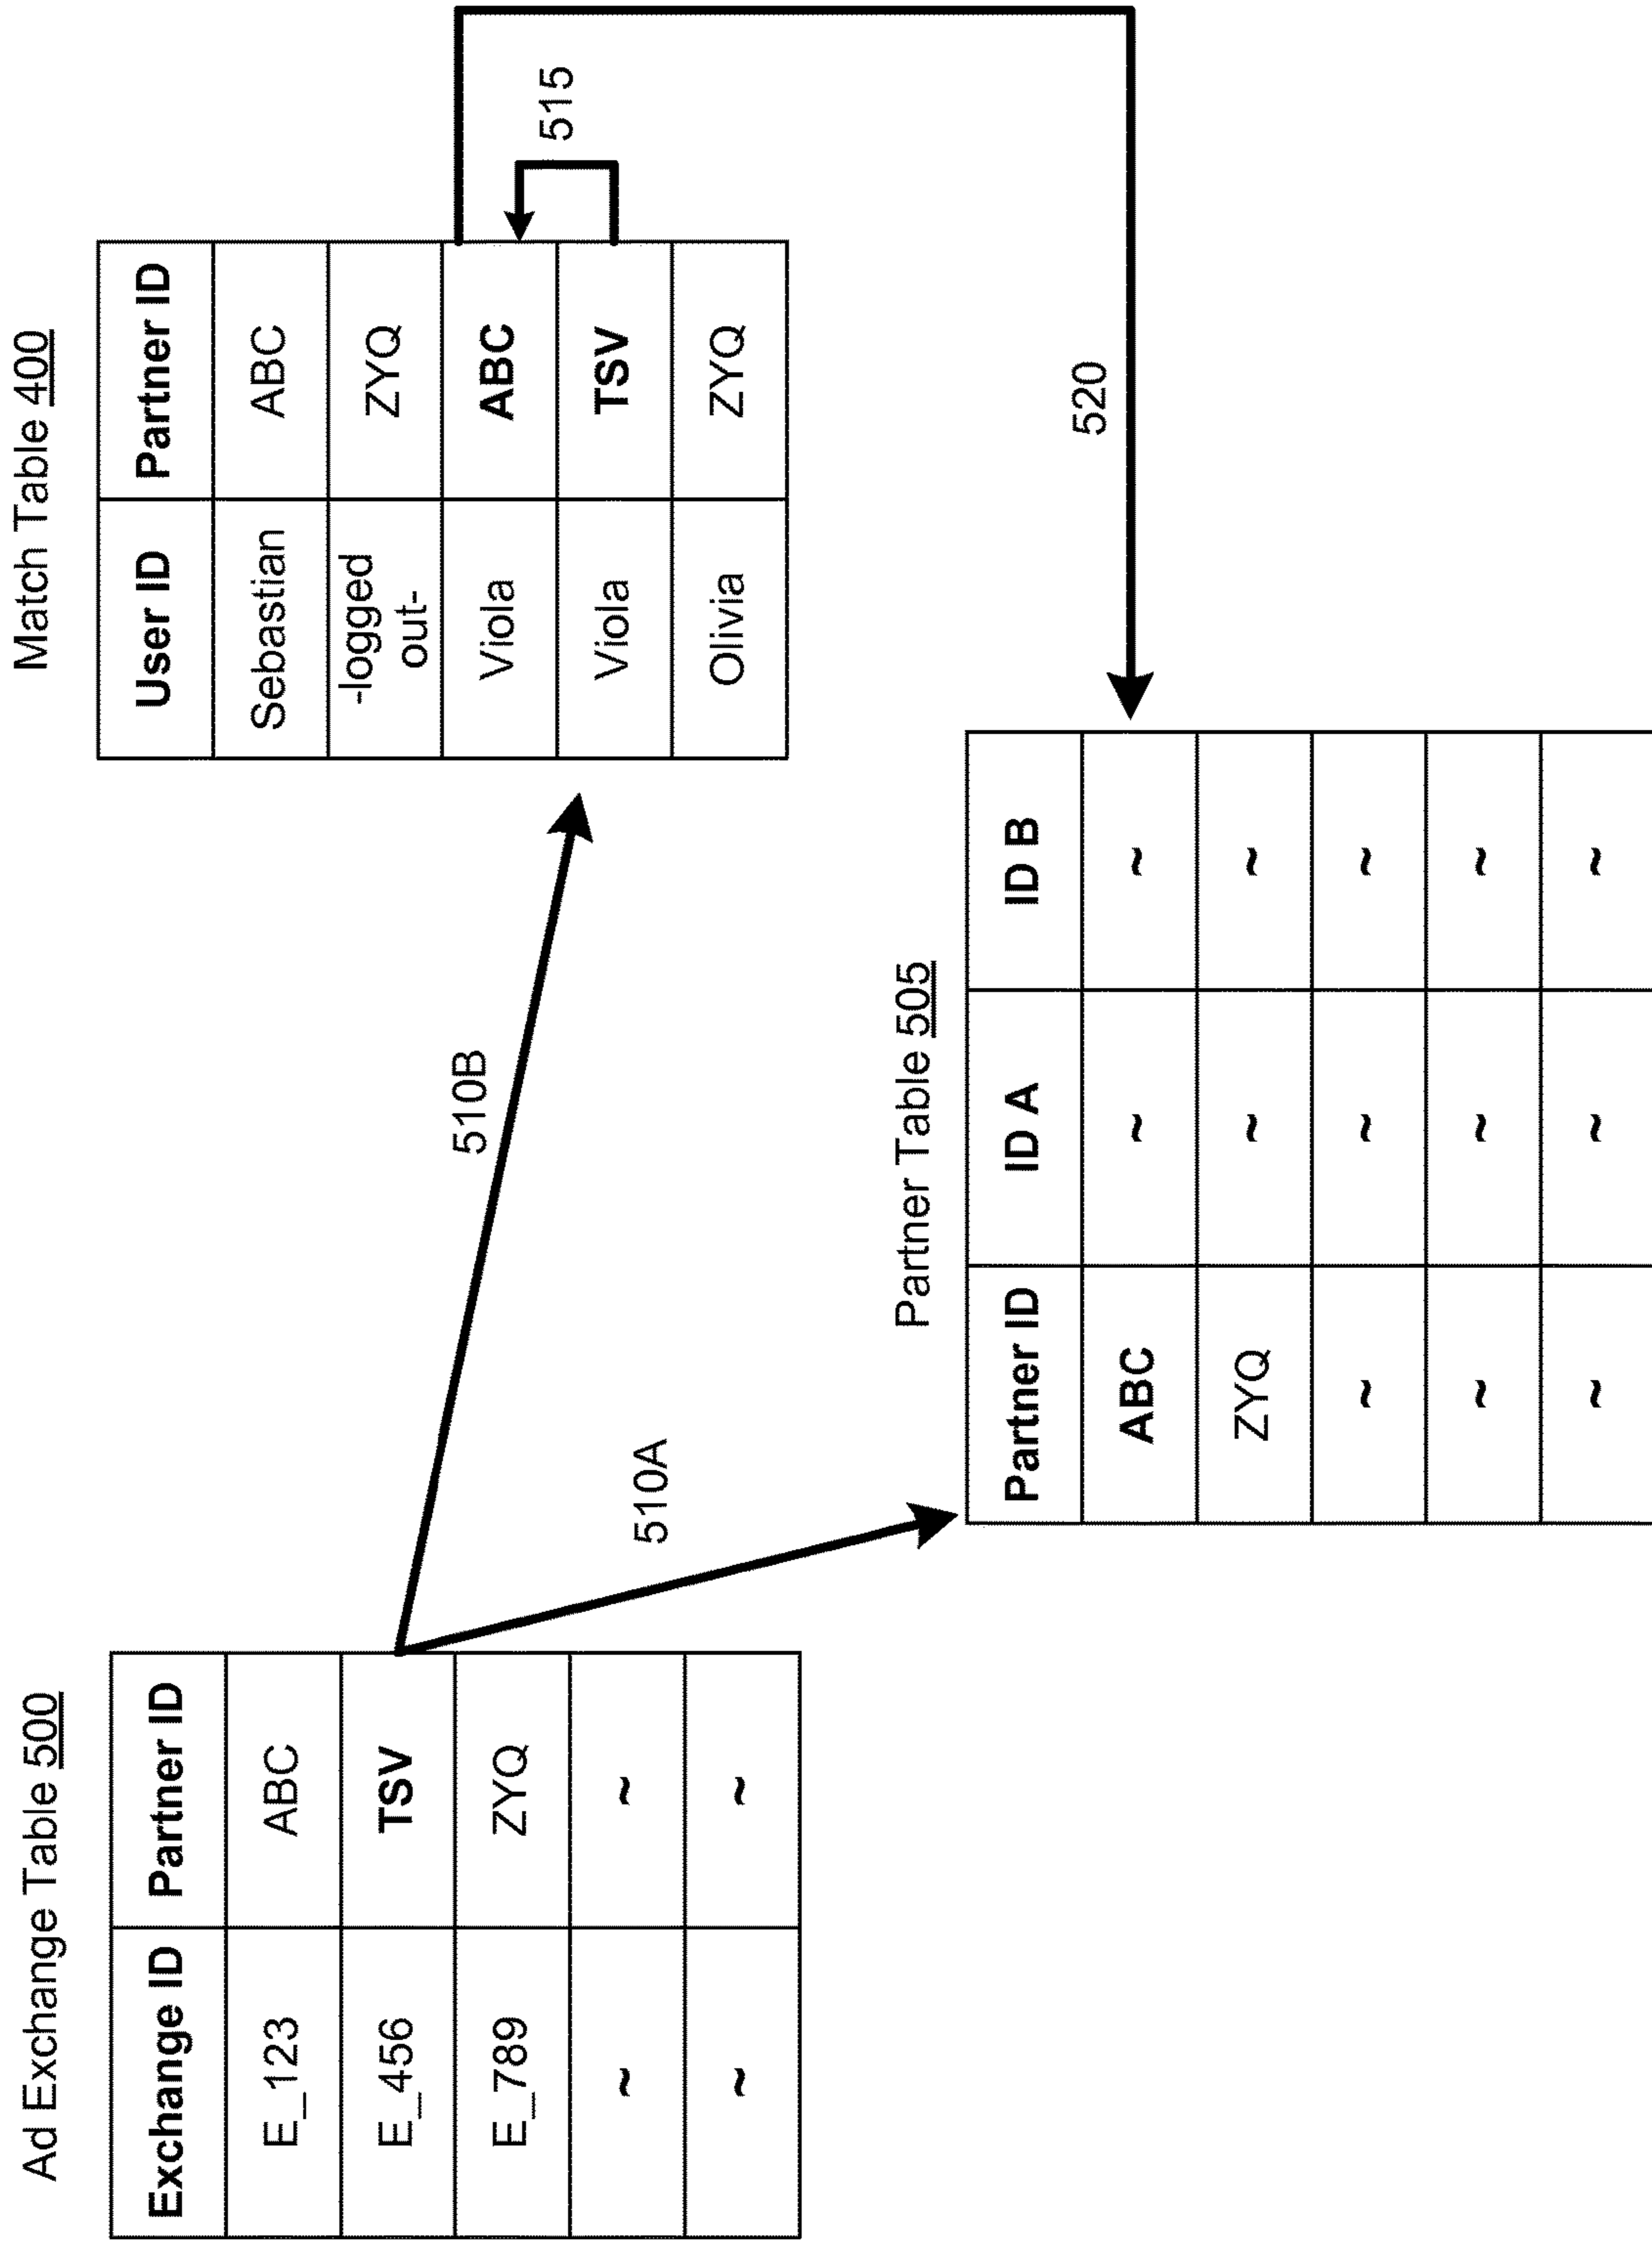 Ad Exchange Table 500
Exchange ID Partner ID
E_123 ABC
E_456 TSV
E_789 ZYQ
~ ~
~ ~
510B
510A
Match Table 400
User ID Partner ID
Sebastian ABC
-logged
out- ZYQ
Viola ABC
Viola TSV
Olivia ZYQ
515
520
Partner Table 505
Partner ID ID A ID B
ABC ~ ~
ZYQ ~ ~
~ ~ ~
~ ~ ~
~ ~ ~